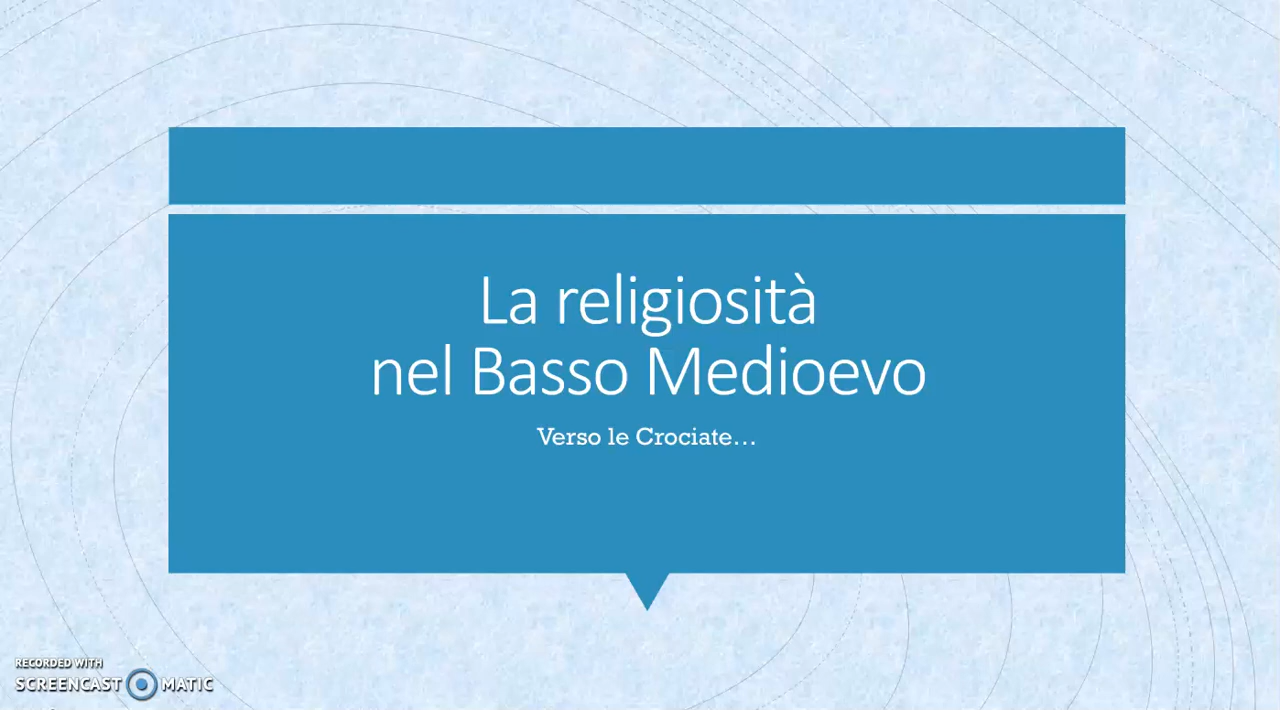 La religiosità
nel Basso Medioevo
Verso le Crociate...
RECORDED WITH
SCREENCAST MATIC